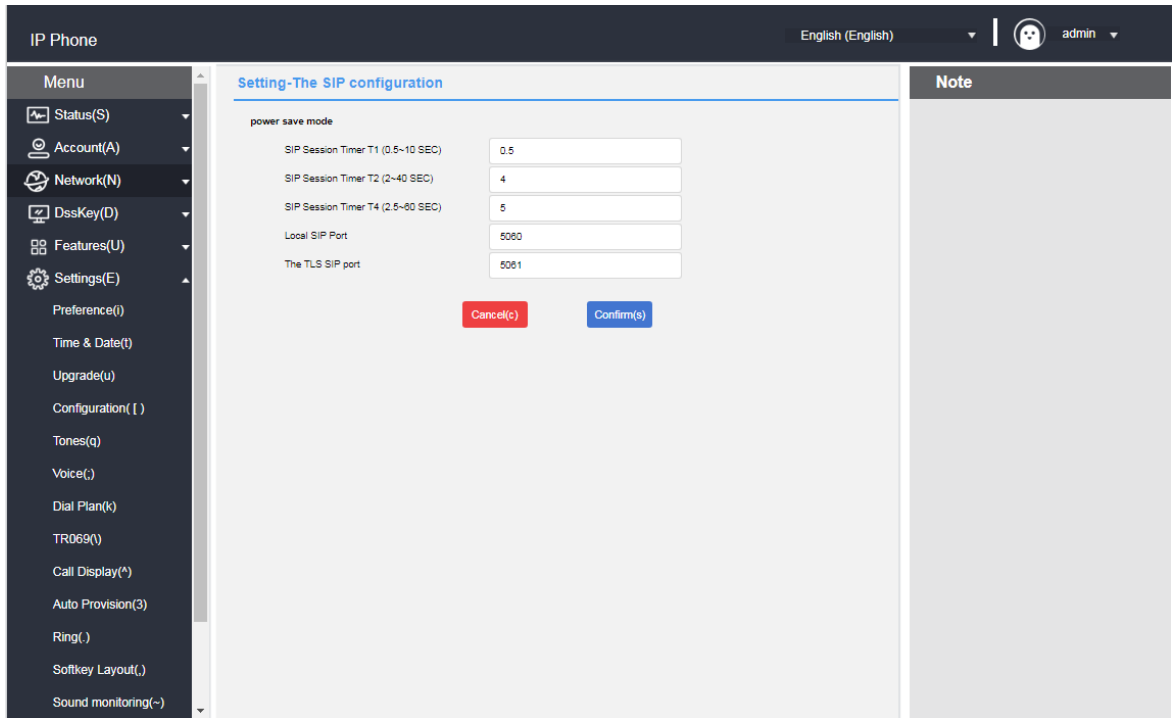 IP Phone
English (English)
admin
Menu
Status(S)
Account(A)
Network(N)
DssKey(D)
Features(U)
Settings(E)
Preference(i)
Time & Date(t)
Upgrade(u)
Configuration( [ )
Tones(q)
Voice(;)
Dial Plan(k)
TR069(\)
Call Display(^)
Auto Provision(3)
Ring(.)
Softkey Layout(,)
Sound monitoring(~)
Setting-The SIP configuration
power save mode
SIP Session Timer T1 (0.5~10 SEC) 0.5
SIP Session Timer T2 (2~40 SEC) 4
SIP Session Timer T4 (2.5~60 SEC) 5
Local SIP Port 5060
The TLS SIP port 5061
Cancel(c) Confirm(s)
Note